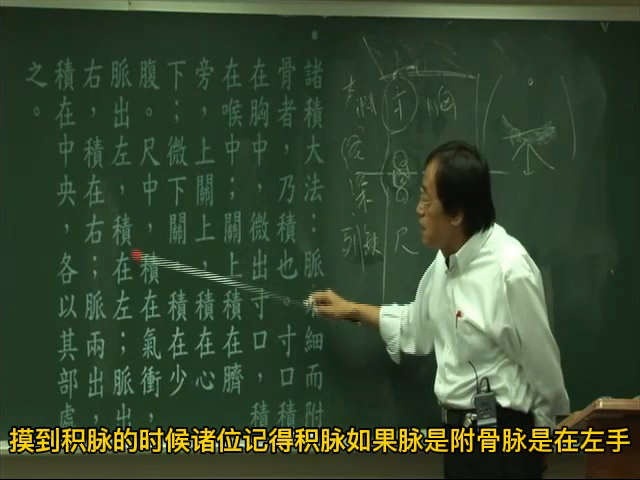 諸積大法：脈細而附
骨者，乃積也。寸口積
在胸中，微出寸口，積
在喉中；關上積在臍
旁，上關上，積在心
下；微下關，積在少
腹。尺中，積在氣衝，
脈出左，積在左；脈出，
右，積在右；脈兩出，
積在中央，各以其部處
之。
寸 胸
尺
摸到积脉的时候诸位记得积脉如果脉是附骨脉是在左手